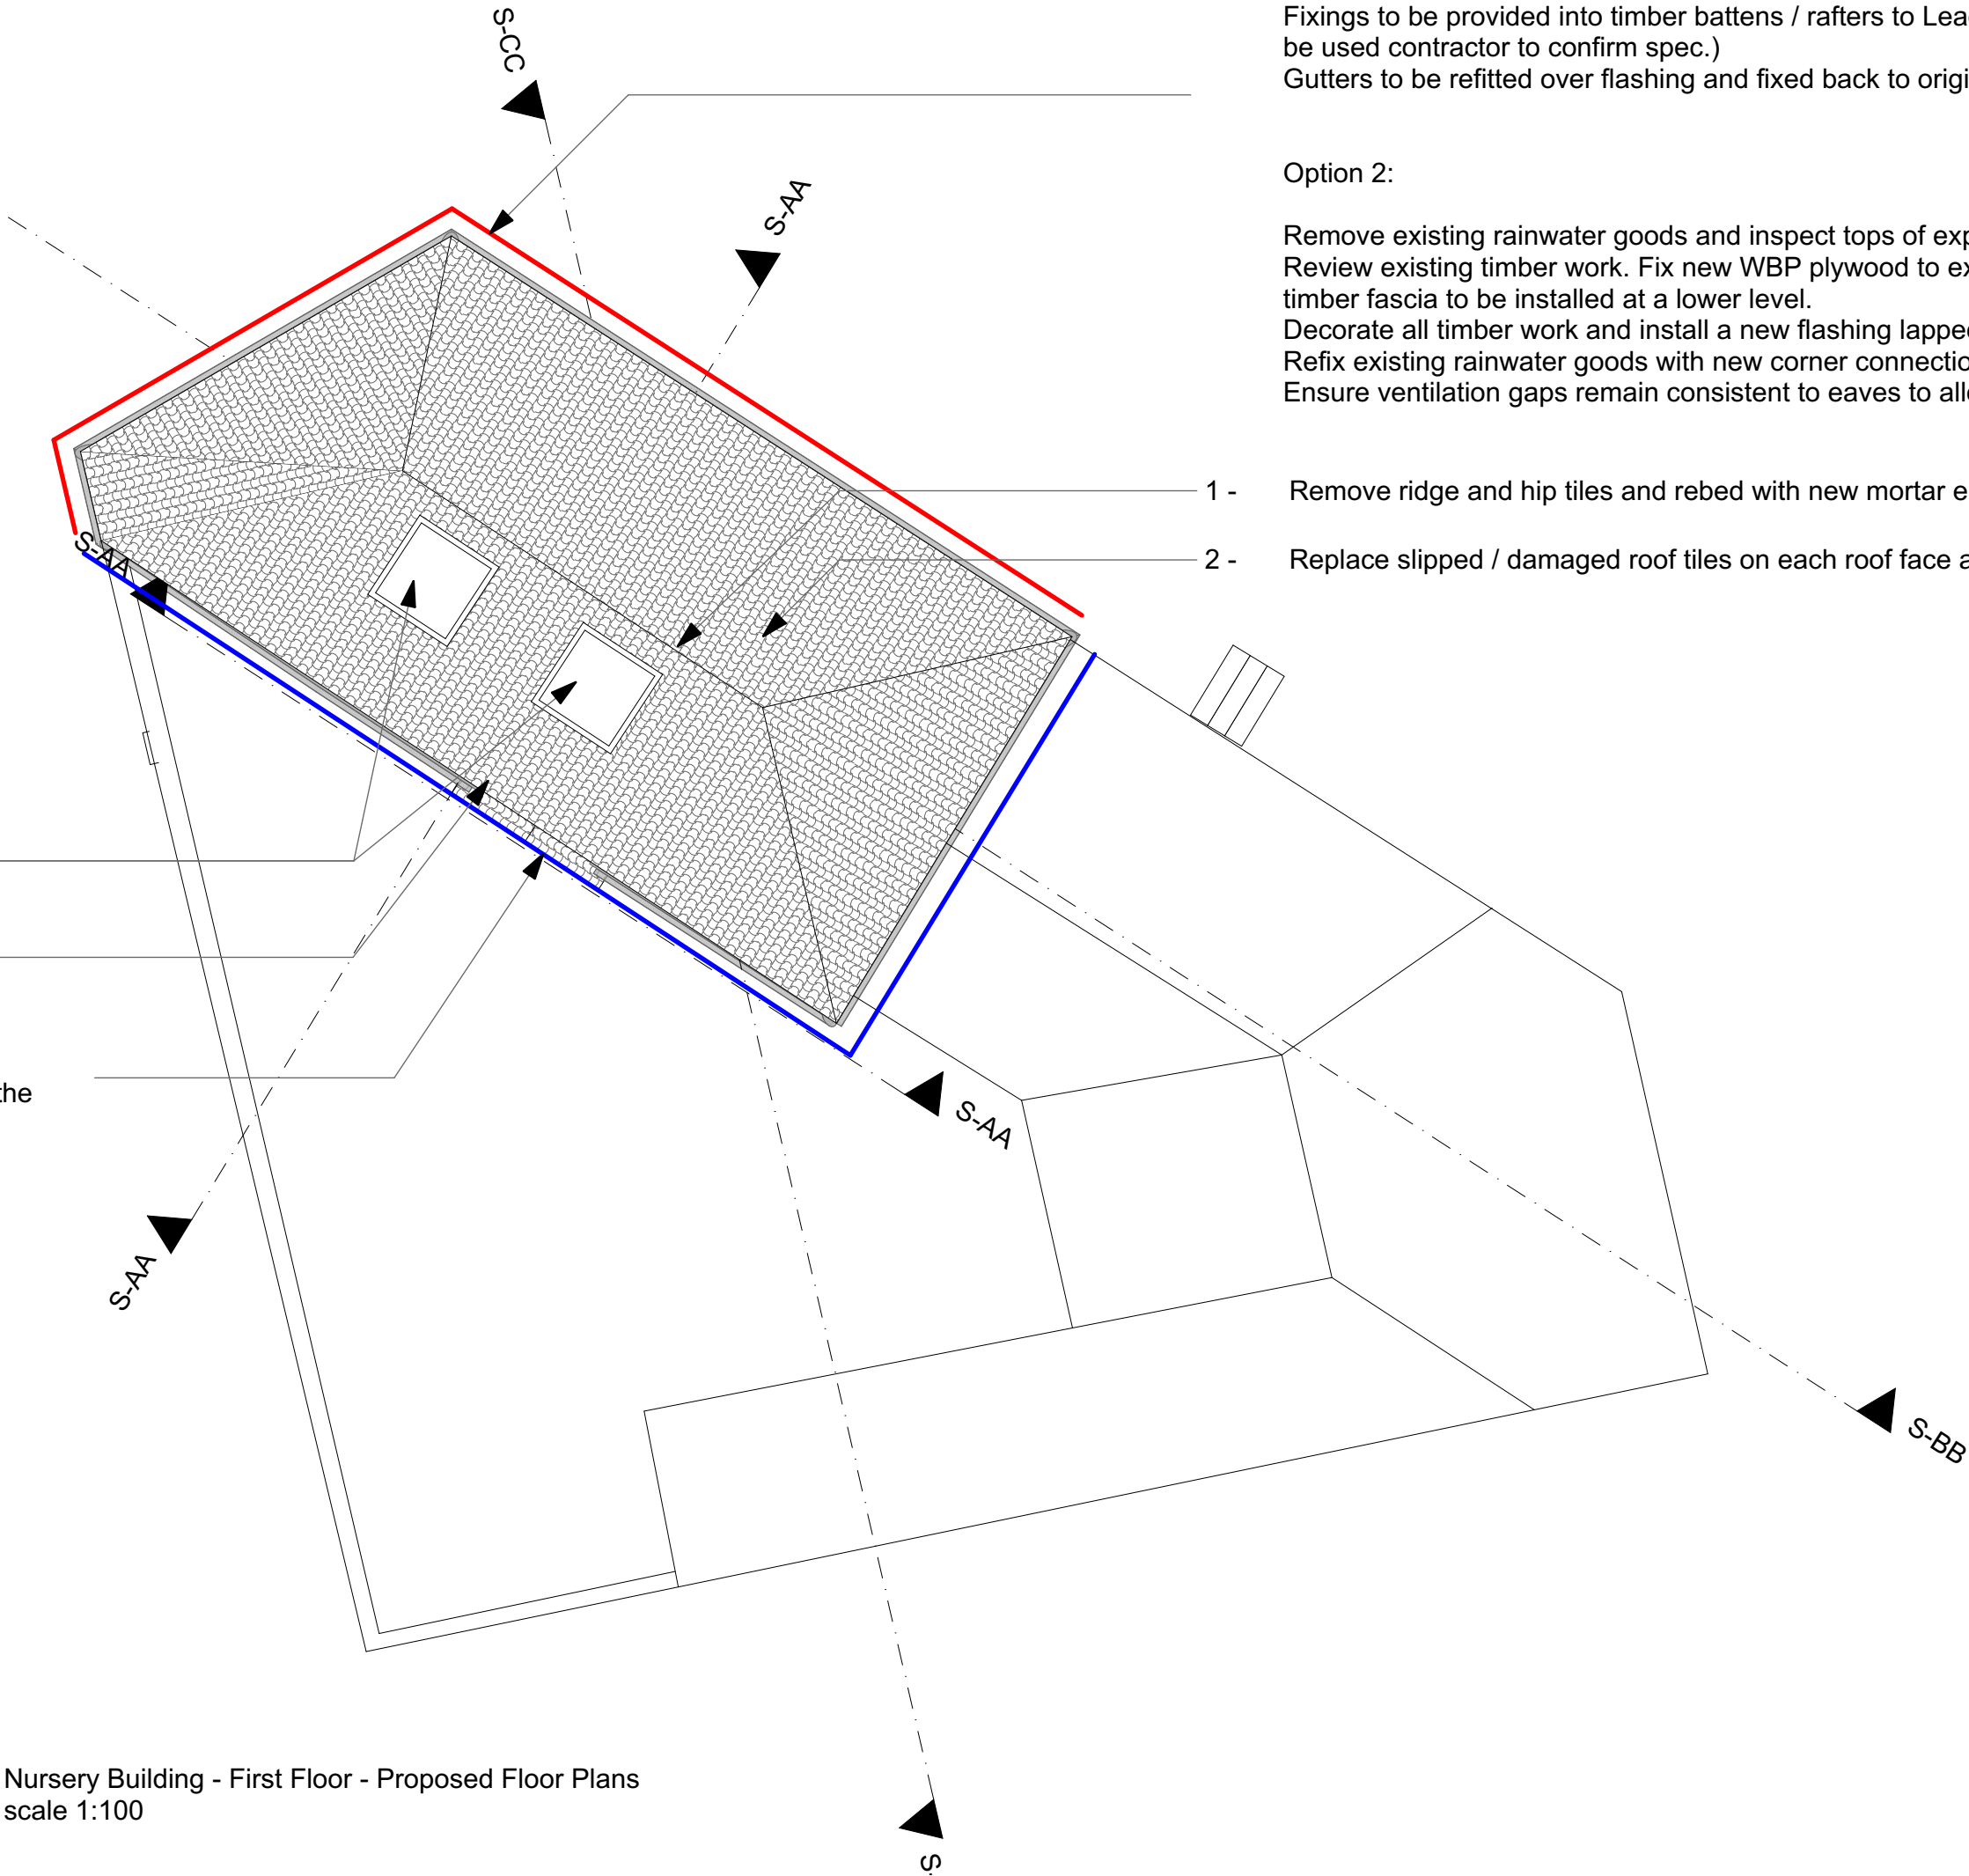 Fixings to be provided into timber battens / rafters to Lea
be used contractor to confirm spec.)
Gutters to be refitted over flashing and fixed back to origi
Option 2:
Remove existing rainwater goods and inspect tops of exp
Review existing timber work. Fix new WBP plywood to ex
timber fascia to be installed at a lower level.
Decorate all timber work and install a new flashing lapped
Refix existing rainwater goods with new corner connectio
Ensure ventilation gaps remain consistent to eaves to all
1 - Remove ridge and hip tiles and rebed with new mortar e
2 - Replace slipped / damaged roof tiles on each roof face a
S-CC
S-AA
S-AA
the
S-AA
S-AA
S-BB
S-
Nursery Building - First Floor - Proposed Floor Plans
scale 1:100